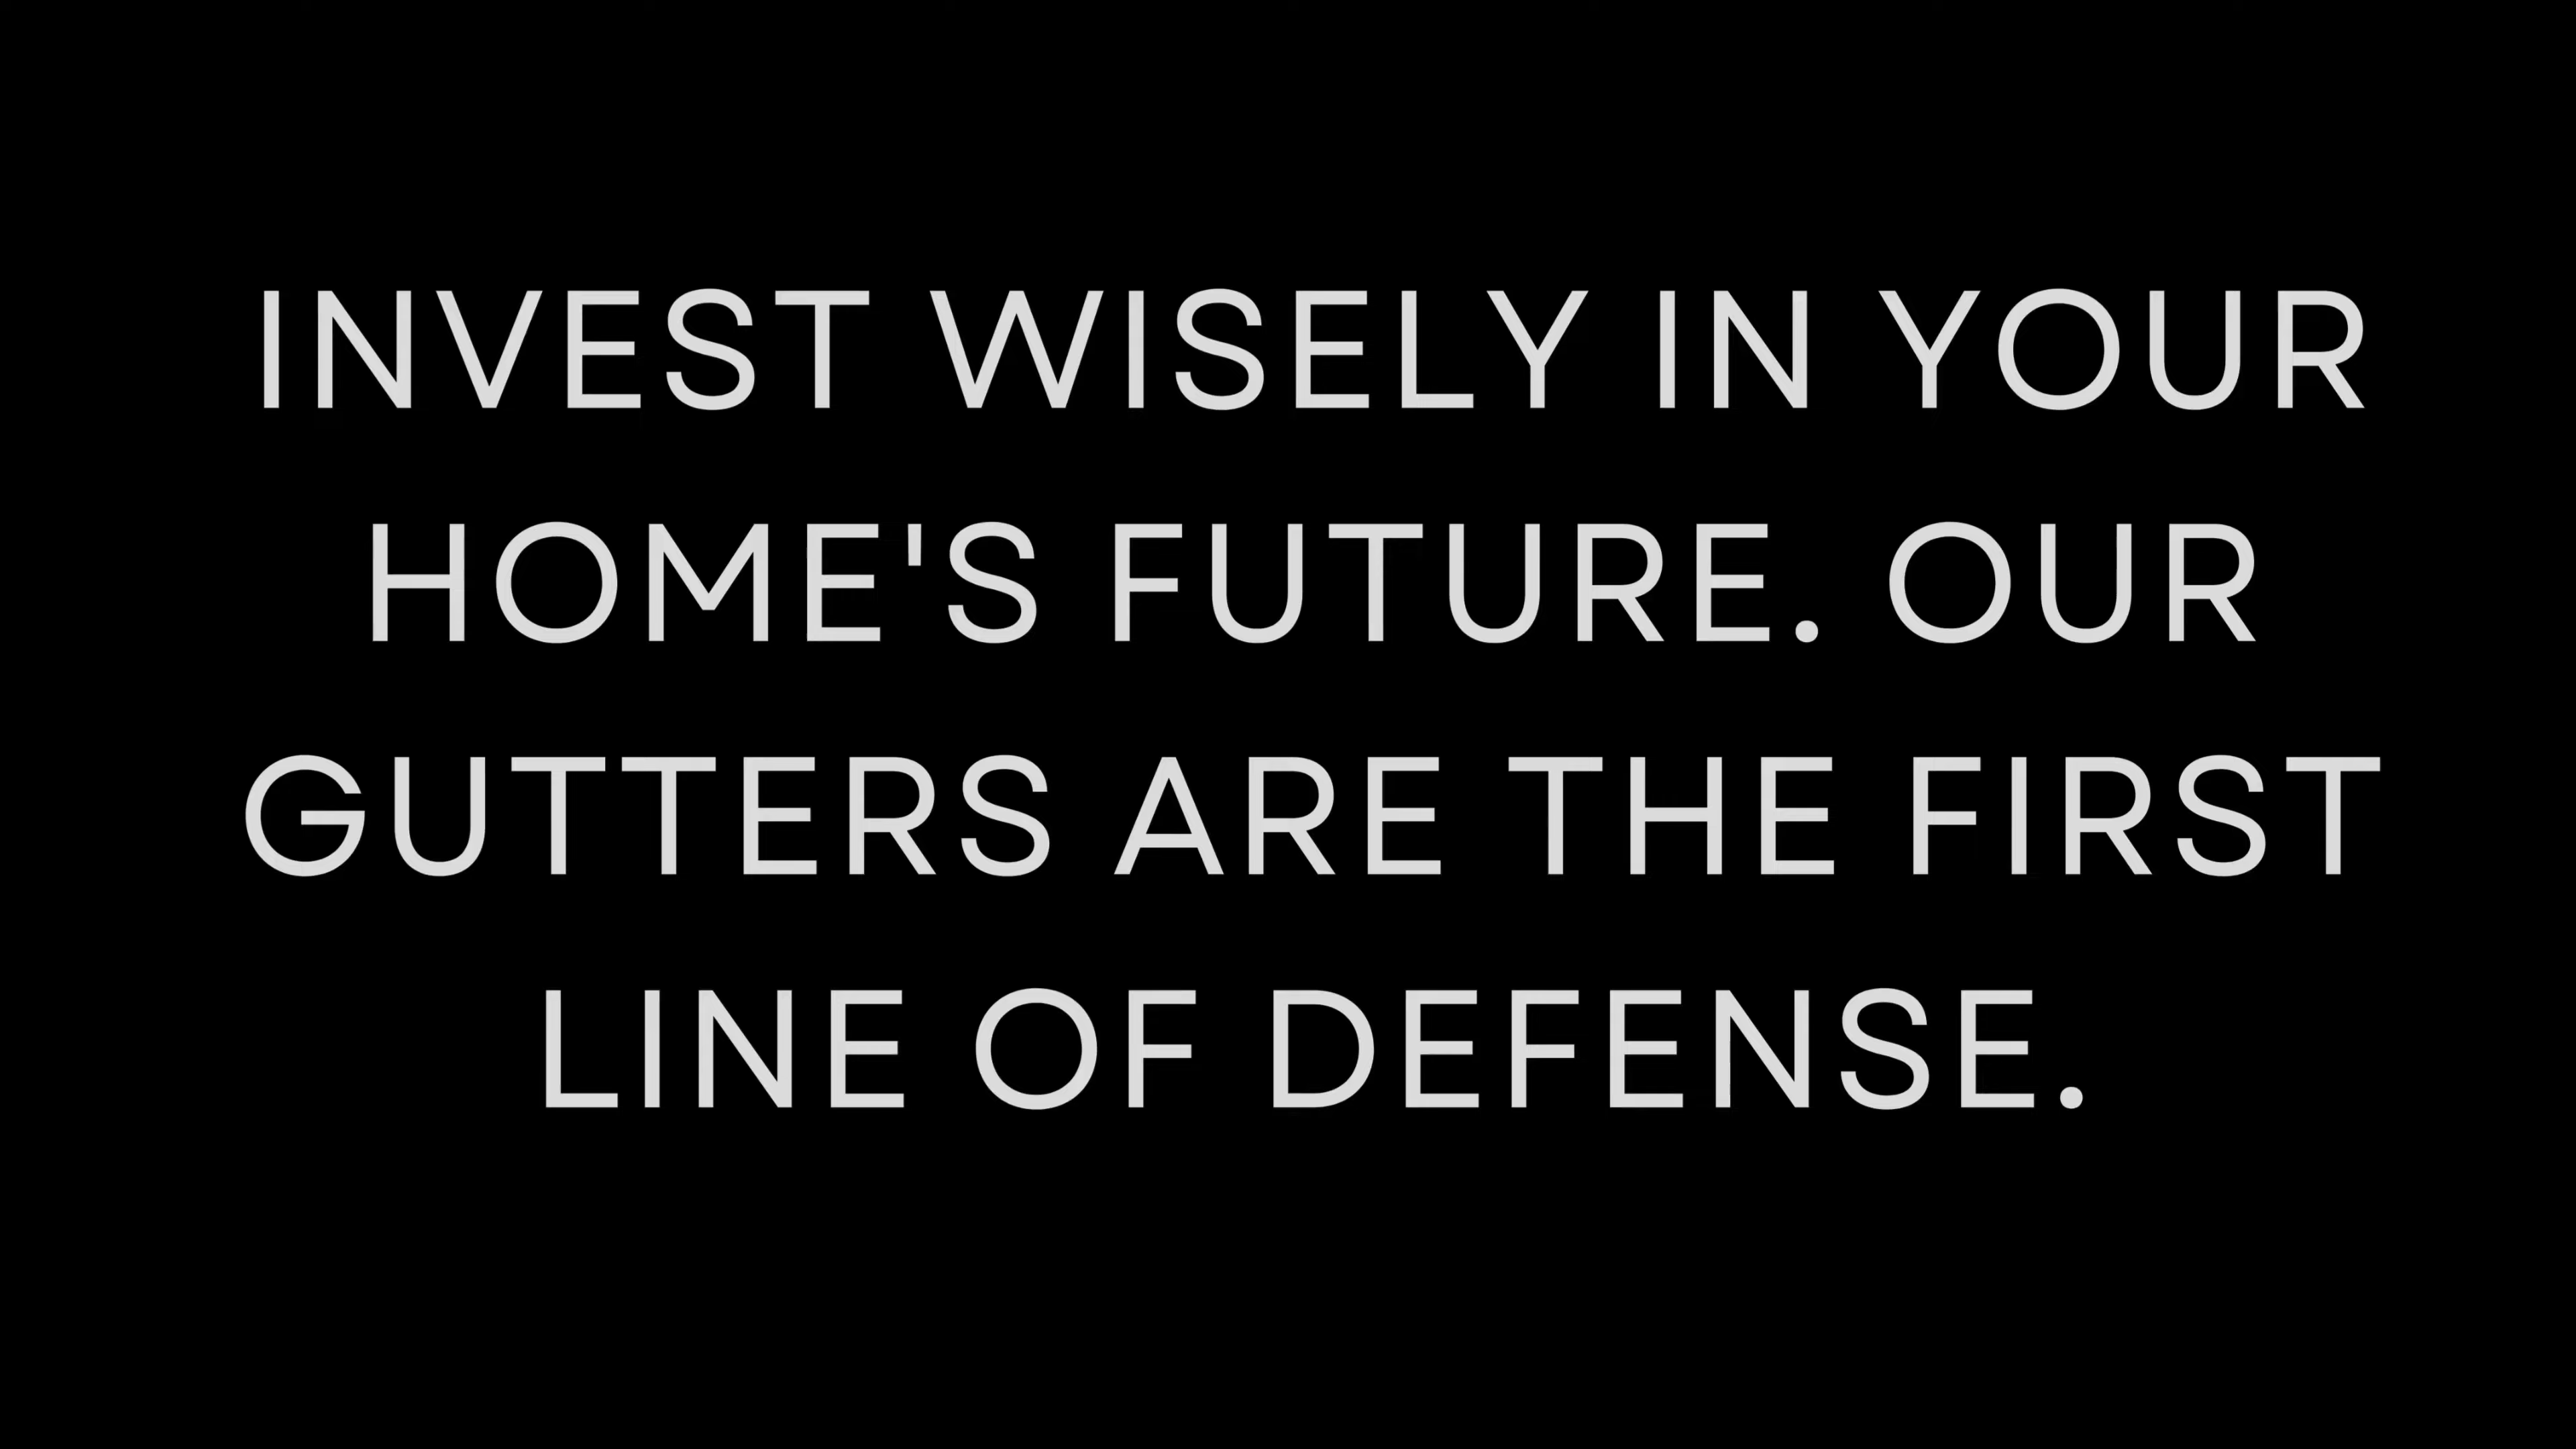 INVEST WISELY IN YOUR
HOME'S FUTURE. OUR
GUTTERS ARE THE FIRST
LINE OF DEFENSE.